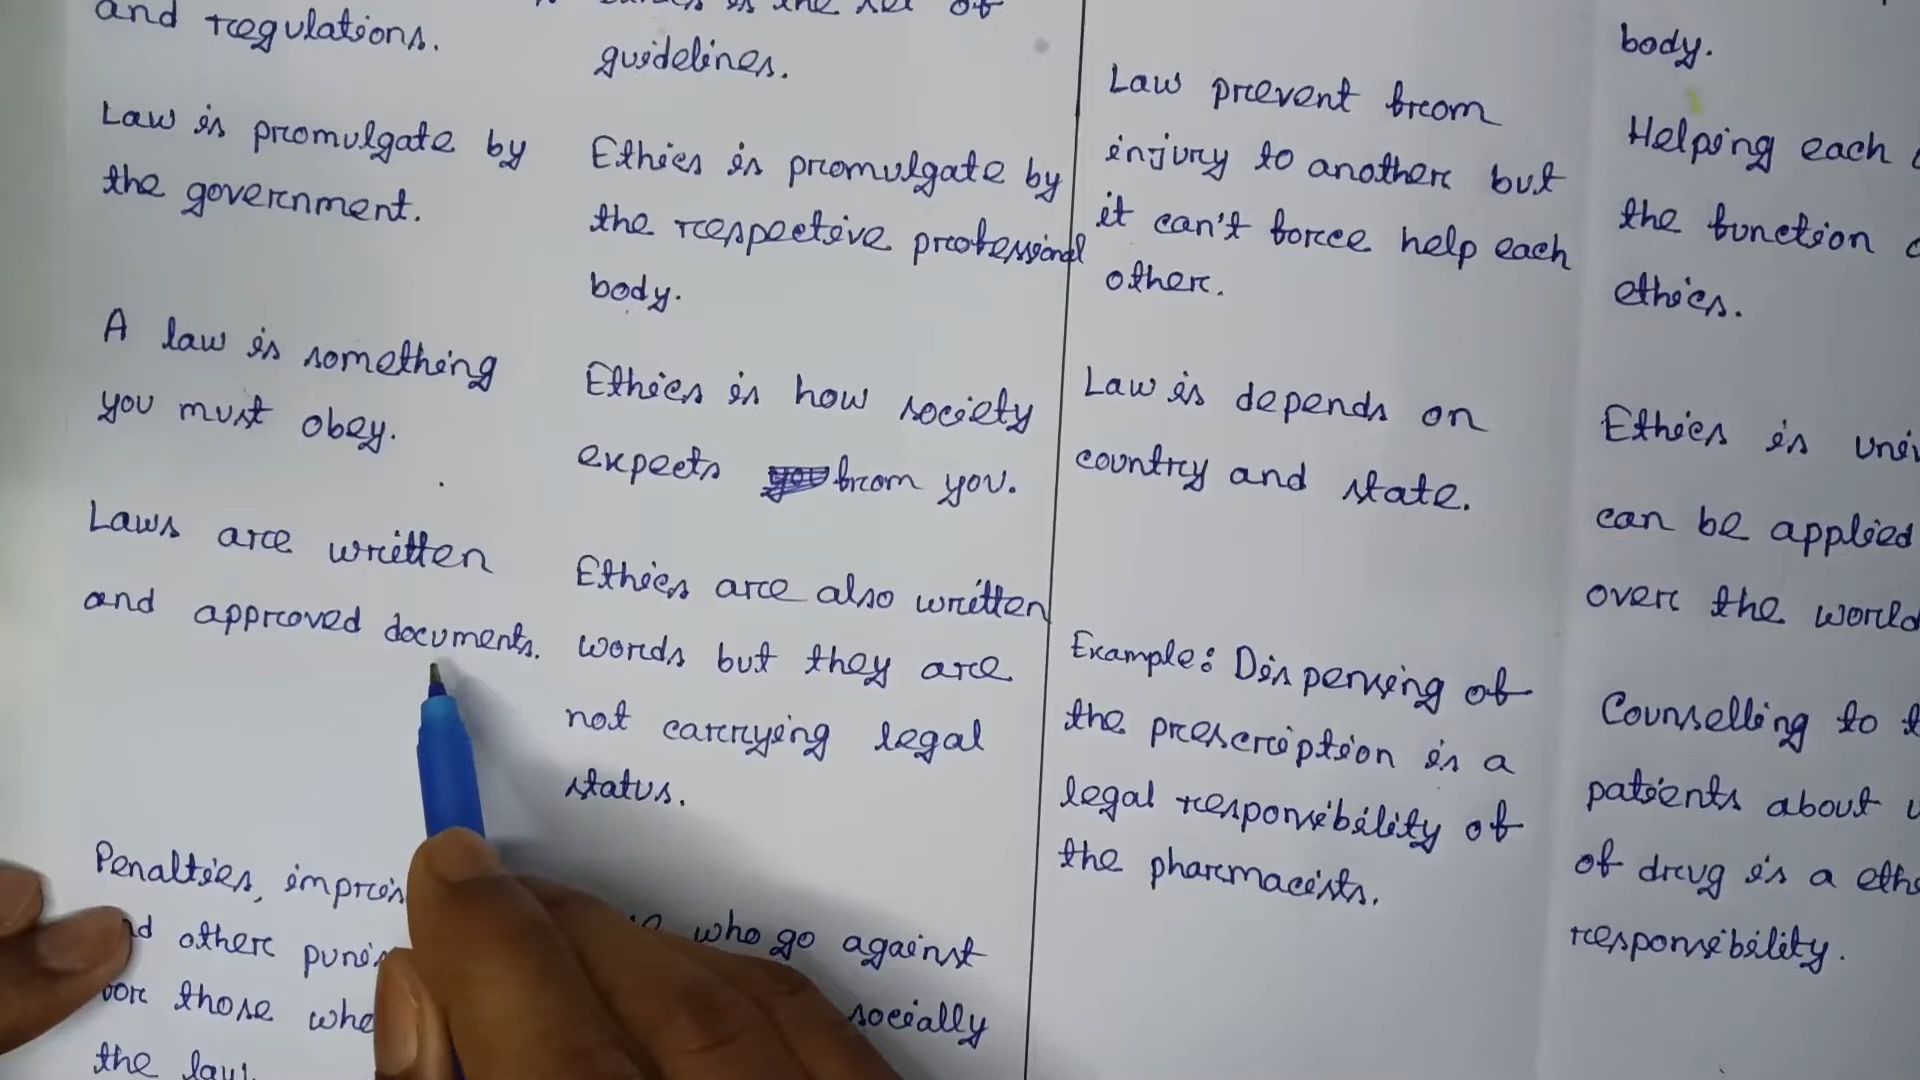 and regulations.
guidelines.
Law is promulgate by
the government.
Ethics is promulgate by
the respective professional
body.
A law is something
you must obey.
Ethics is how society
expects from you.
Laws are written
and approved documents.
Ethics are also written
words but they are
not carrying legal
status.
Penalties,
other
those
the law.
who go against
socially
Law prevent from
injury to another but
it can't force help each
other.
Law is depends on
country and state.
Example: Dispensing of
the prescription is a
legal responsibility of
the pharmacists.
body.
Helping each
the function
ethics.
Ethics is
can be applied
over the world
Counselling to
patients about
of drug is a
responsibility.